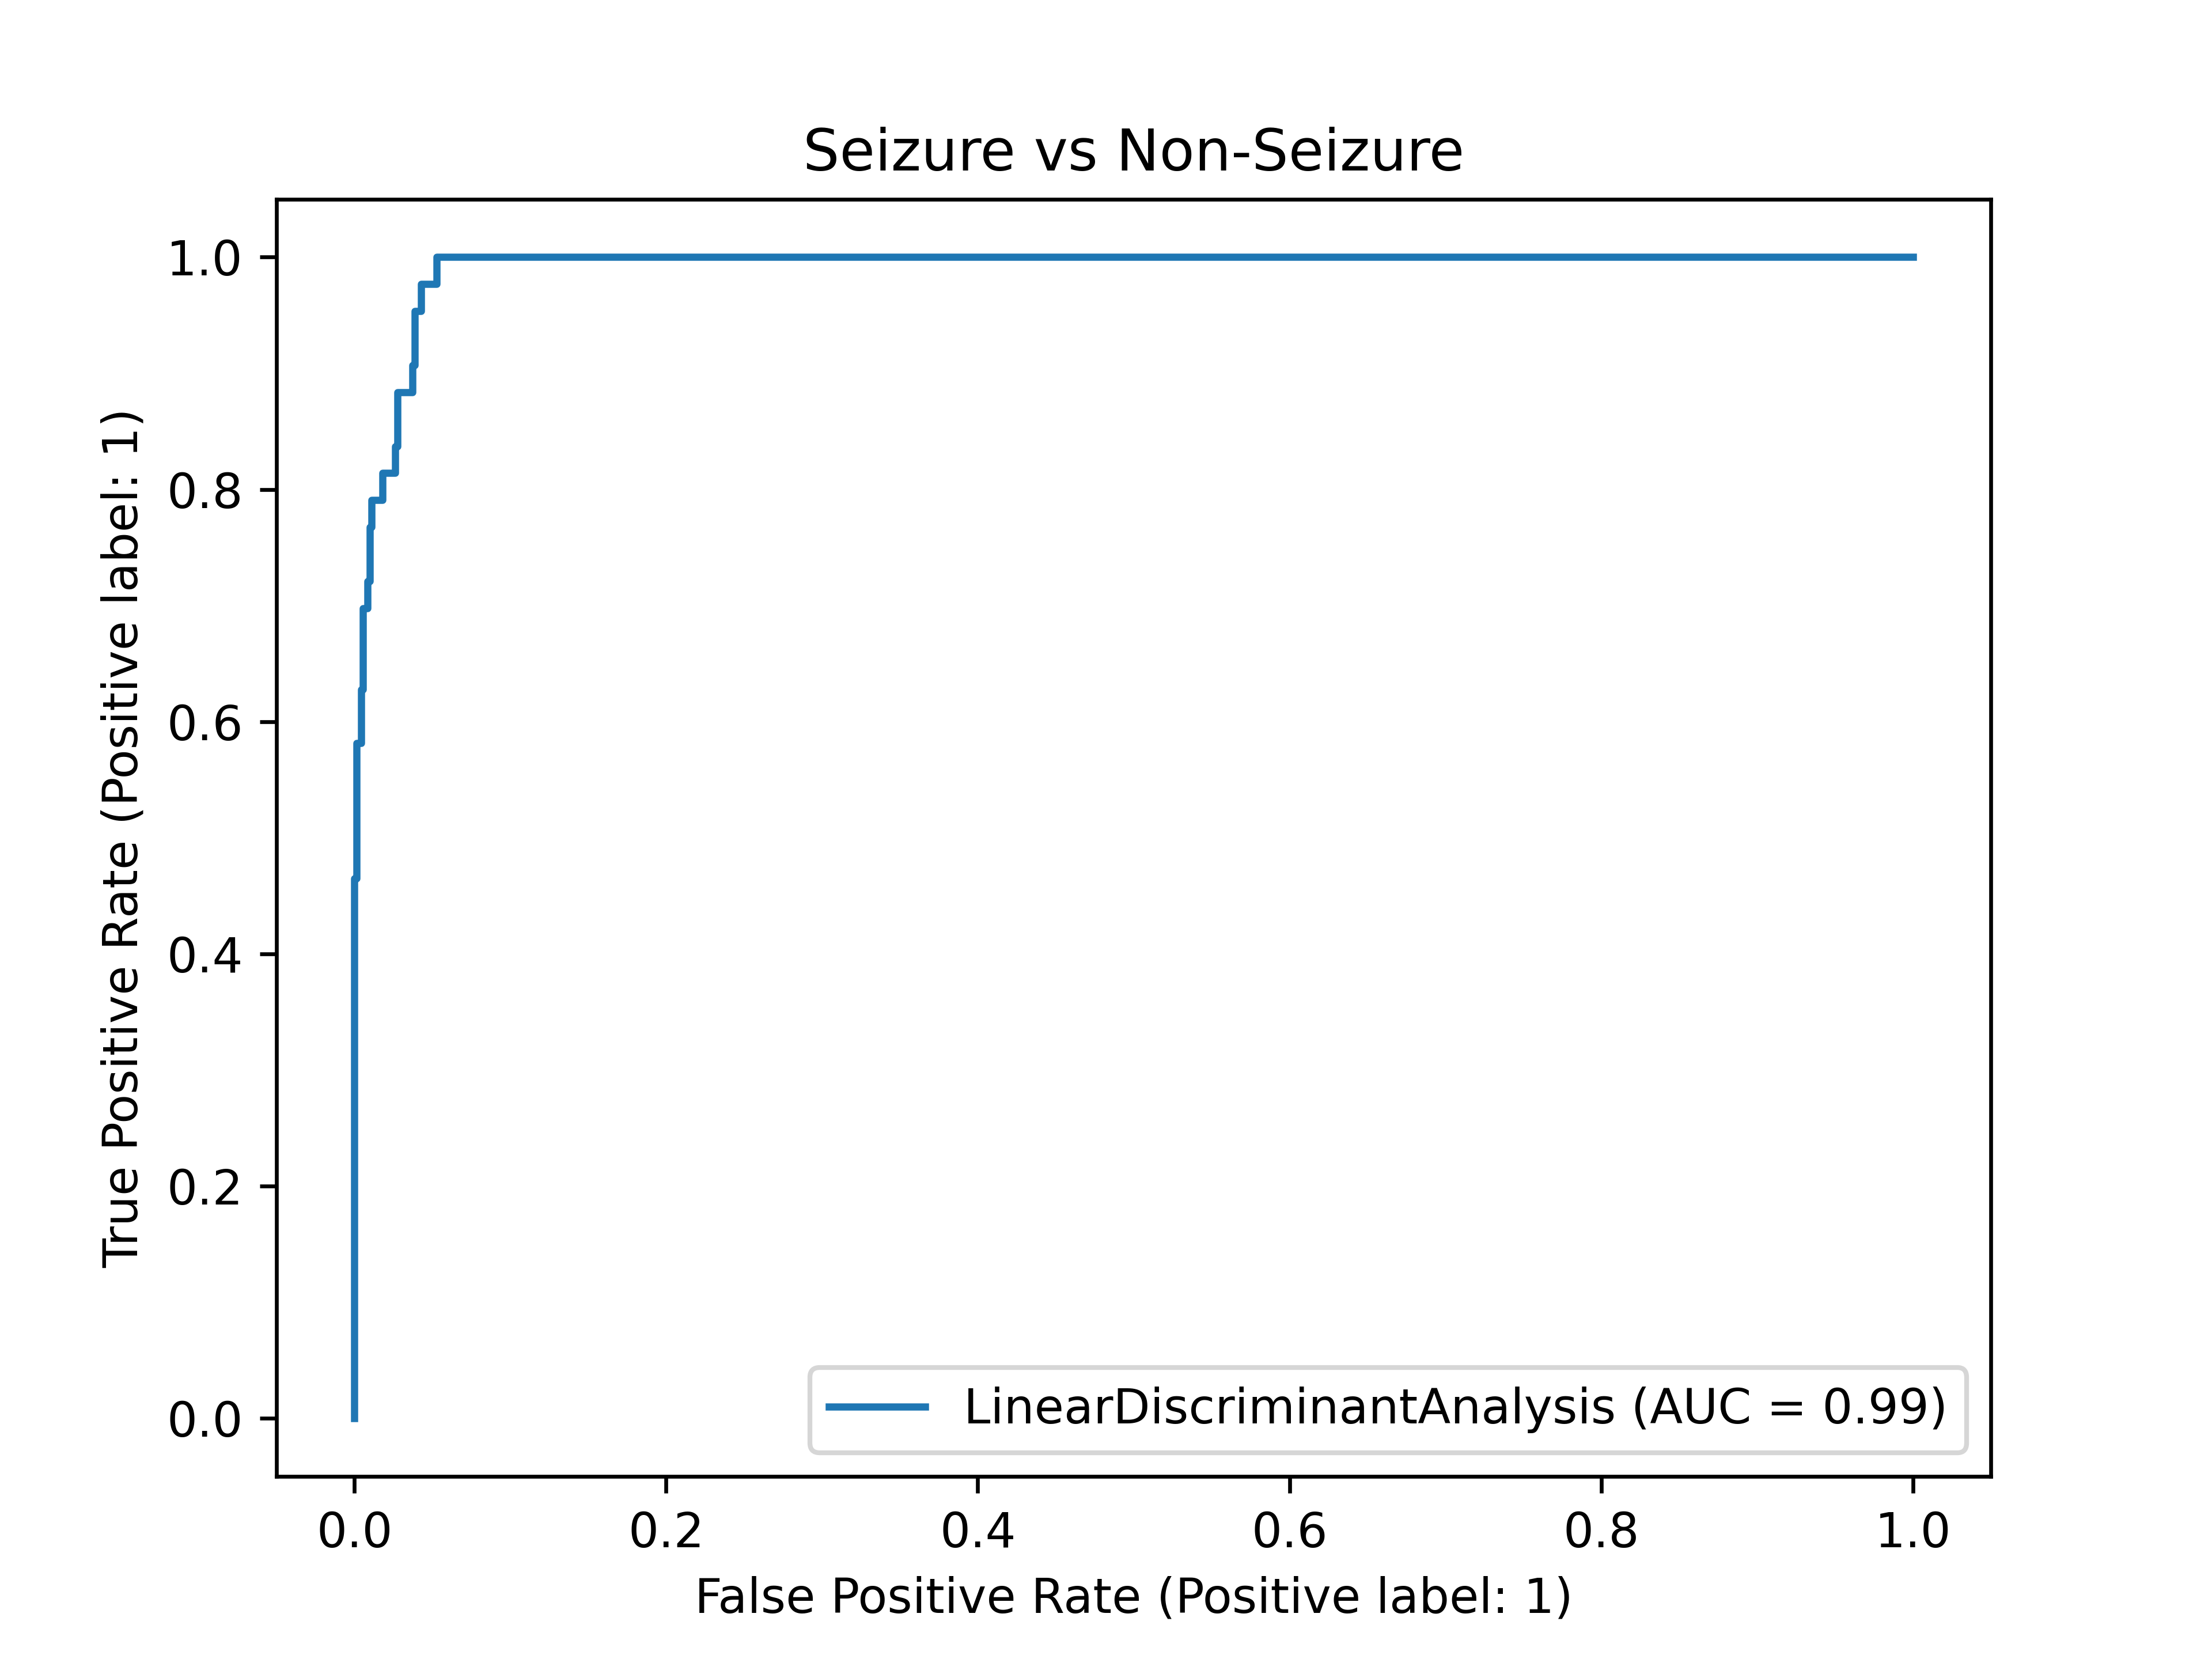 Seizure vs Non-Seizure
1.0
0.8
0.6
0.4
0.2
0.0
True Positive Rate (Positive label: 1)
LinearDiscriminantAnalysis (AUC = 0.99)
0.0 0.2 0.4 0.6 0.8 1.0
False Positive Rate (Positive label: 1)